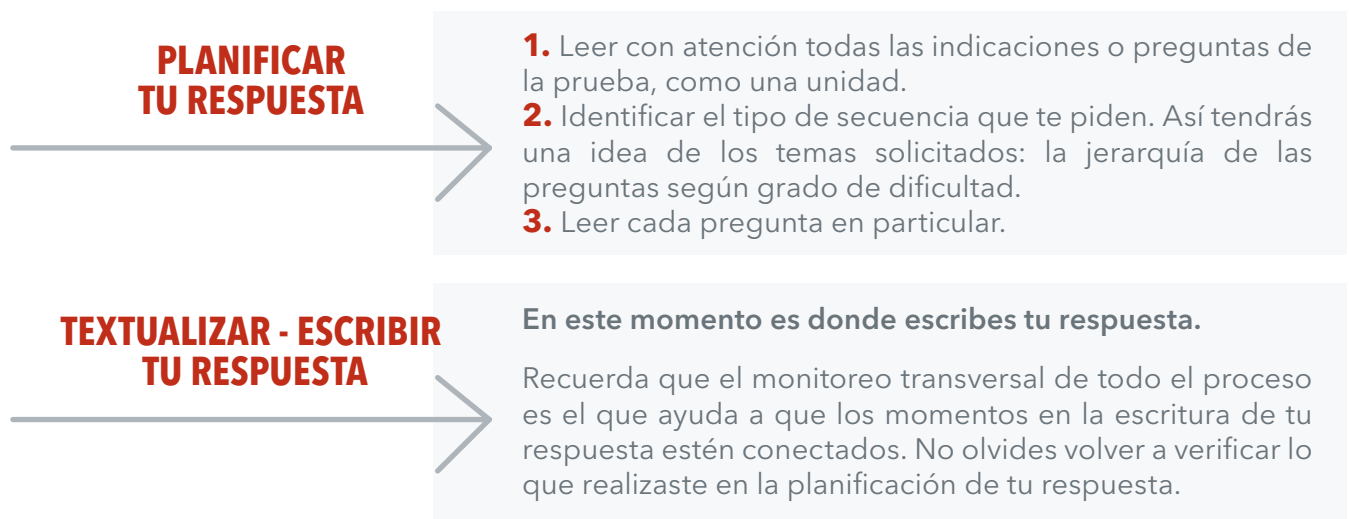 PLANIFICAR
TU RESPUESTA
1. Leer con atención todas las indicaciones o preguntas de
la prueba, como una unidad.
2. Identificar el tipo de secuencia que te piden. Así tendrás
una idea de los temas solicitados: la jerarquía de las
preguntas según grado de dificultad.
3. Leer cada pregunta en particular.
TEXTUALIZAR - ESCRIBIR
TU RESPUESTA
En este momento es donde escribes tu respuesta.
Recuerda que el monitoreo transversal de todo el proceso
es el que ayuda a que los momentos en la escritura de tu
respuesta estén conectados. No olvides volver a verificar lo
que realizaste en la planificación de tu respuesta.